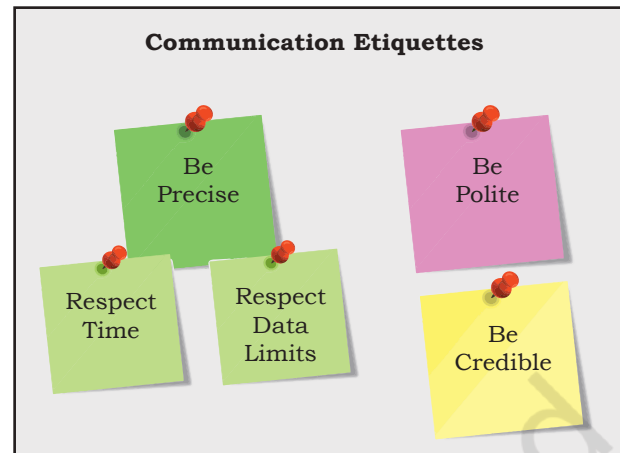 Communication Etiquettes
Be
Precise
Respect
Time
Respect
Data
Limits
Be
Polite
Be
Credible